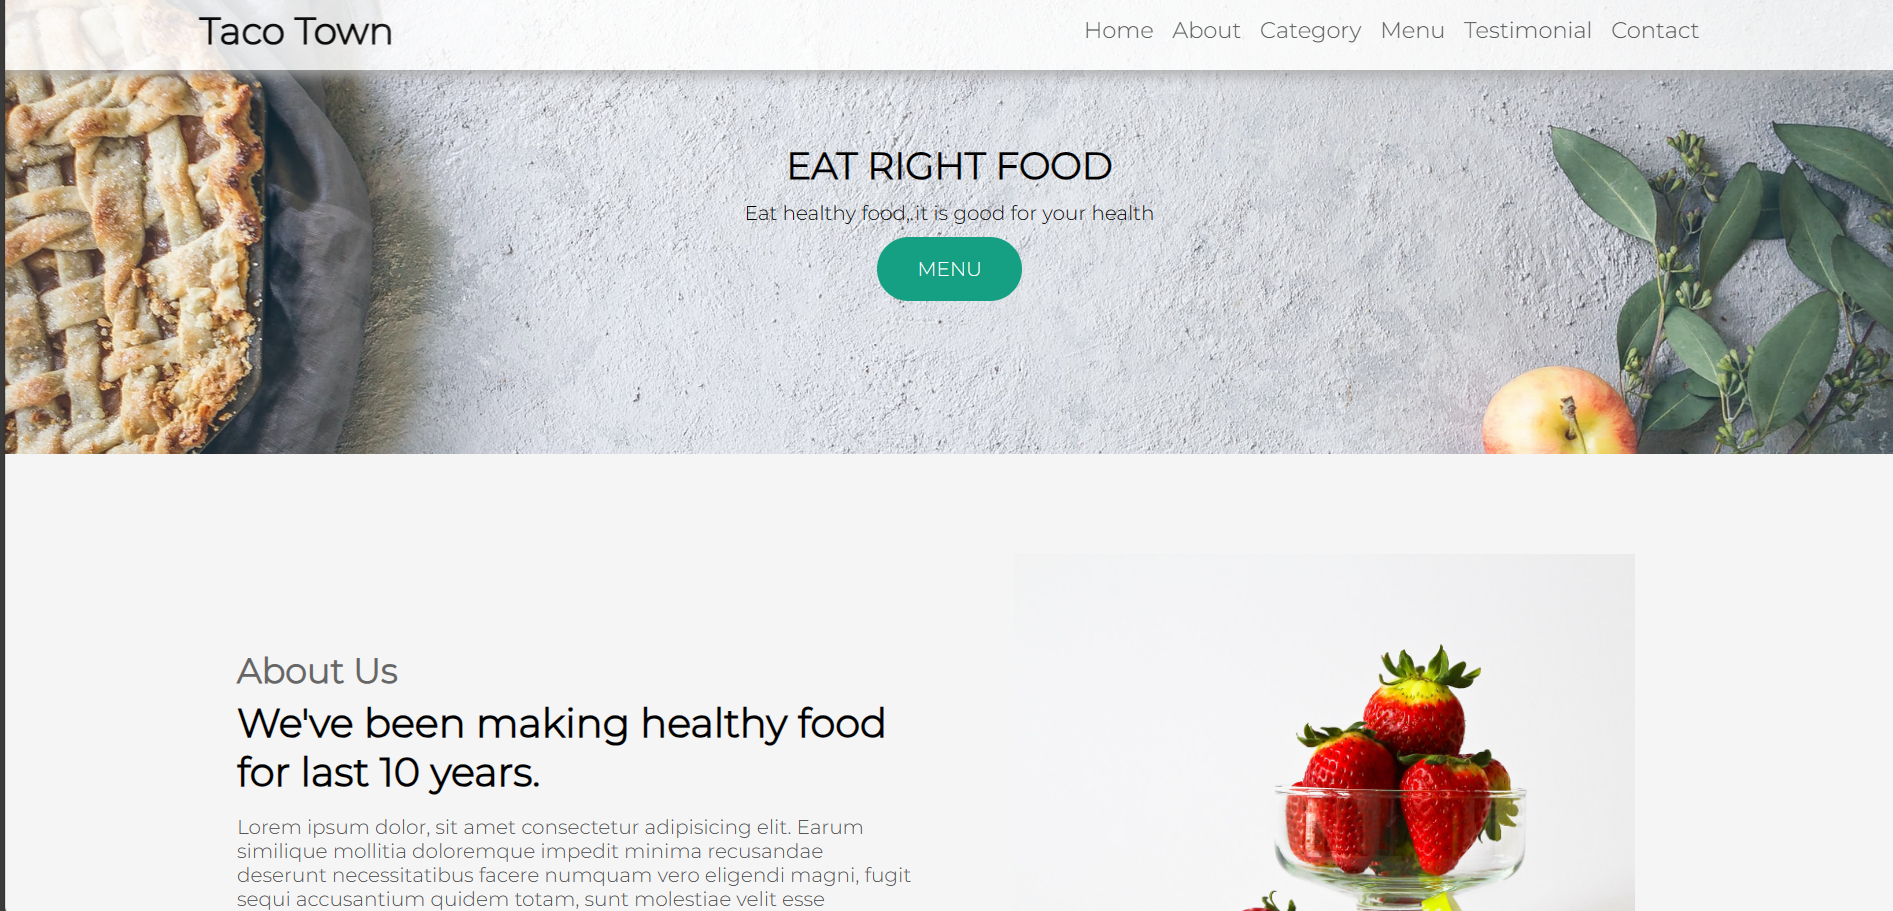 Taco Town
Home About Category Menu Testimonial Contact
EAT RIGHT FOOD
Eat healthy food,.it is good for your health
MENU
About Us
We've been making healthy food
for last 10 years.
Lorem ipsum dolor, sit amet consectetur adipisicing elit. Earum
similique mollitia doloremque impedit minima recusandae
deserunt necessitatibus facere numquam vero eligendi magni, fugit
sequi accusantium quidem totam, sunt molestiae velit esse